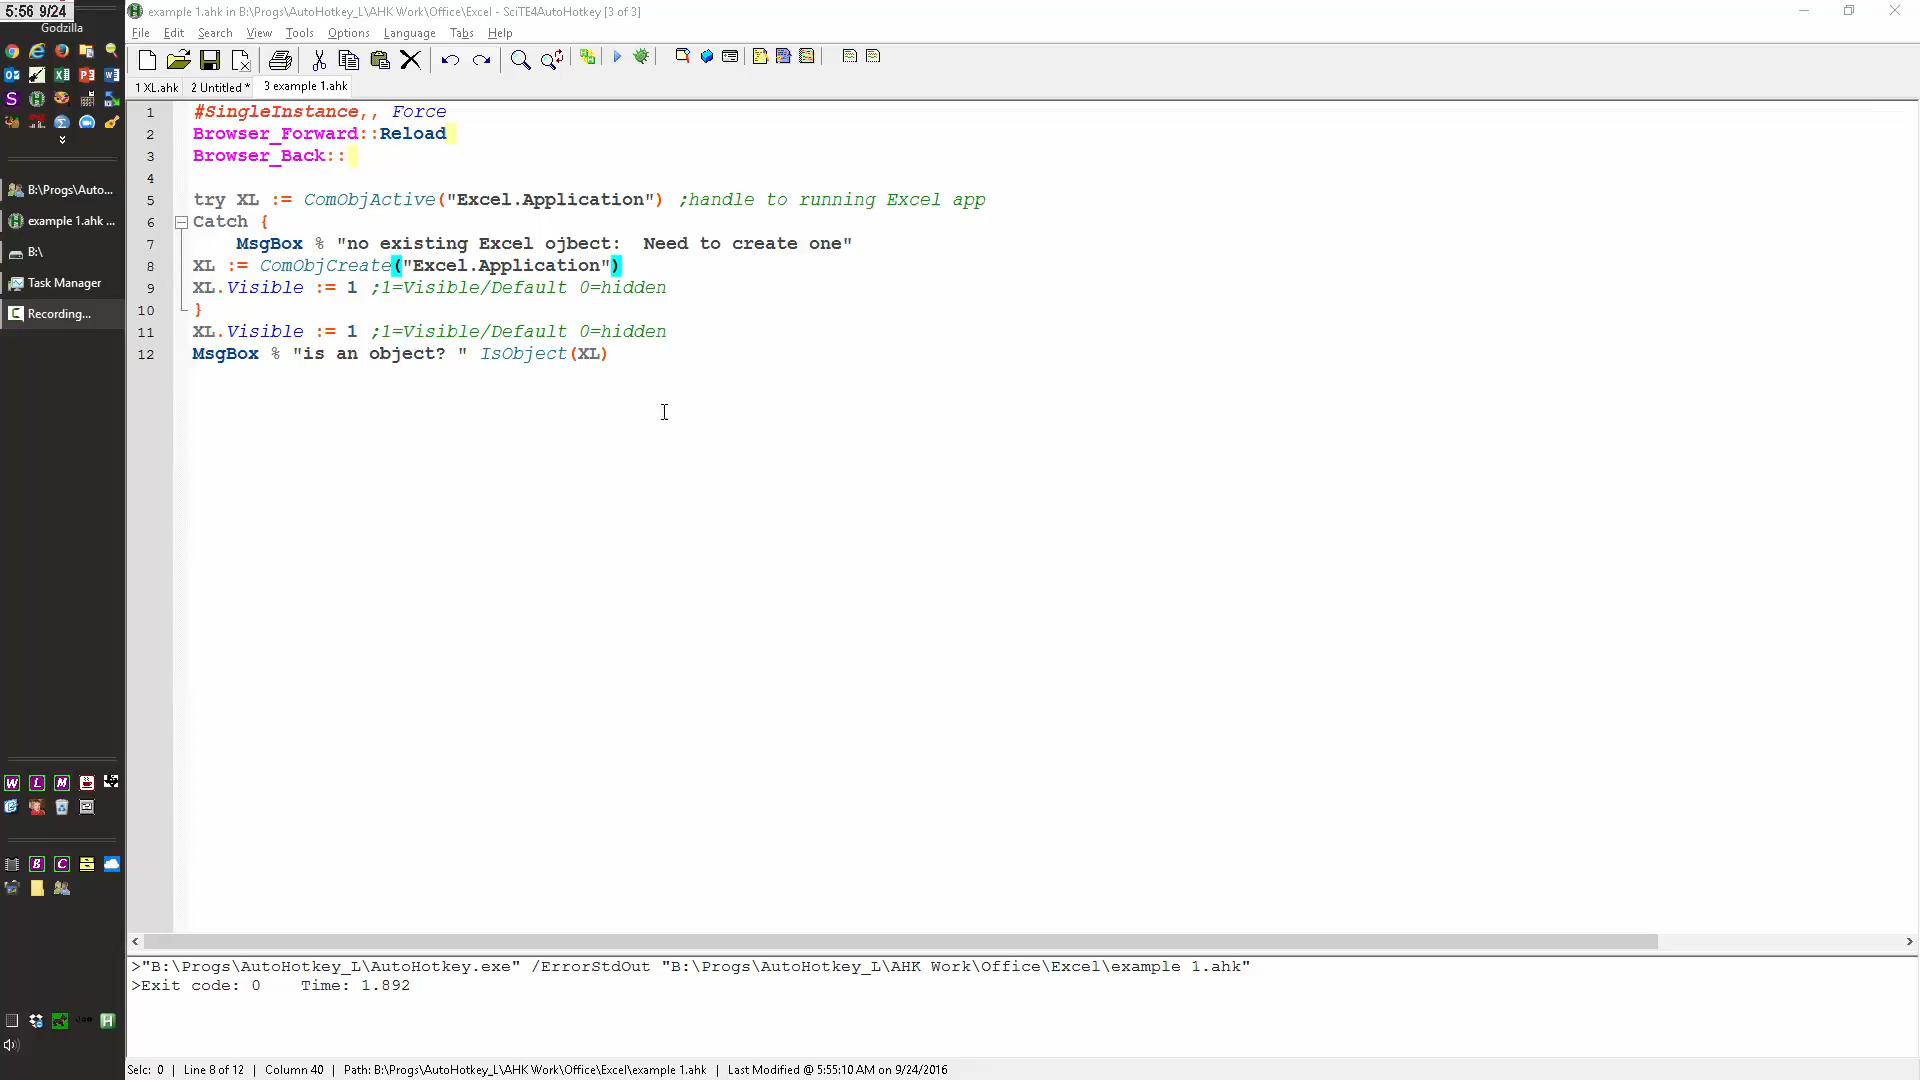 5:56 9/24
Godzilla
B:\Progs\Auto...
example 1.ahk ...
B:\
Task Manager
Recording...
example 1.ahk in B:\Progs\AutoHotkey_L\AHK Work\Office\Excel - SciTE4AutoHotkey [3 of 3]
File Edit Search View Tools Options Language Tabs Help
1 XL.ahk 2 Untitled * 3 example 1.ahk
1 #SingleInstance,, Force
2 Browser_Forward::Reload
3 Browser_Back::
4
5 try XL := ComObjActive("Excel.Application") ;handle to running Excel app
6 Catch {
7 MsgBox % "no existing Excel ojbect:  Need to create one"
8 XL := ComObjCreate("Excel.Application")
9 XL.Visible := 1 ;1=Visible/Default 0=hidden
10 }
11 XL.Visible := 1 ;1=Visible/Default 0=hidden
12 MsgBox % "is an object? " IsObject(XL)
>"B:\Progs\AutoHotkey_L\AutoHotkey.exe" /ErrorStdOut "B:\Progs\AutoHotkey_L\AHK Work\Office\Excel\example 1.ahk"
>Exit code: 0    Time: 1.892
Selc: 0 | Line 8 of 12 | Column 40 | Path: B:\Progs\AutoHotkey_L\AHK Work\Office\Excel\example 1.ahk | Last Modified @ 5:55:10 AM on 9/24/2016